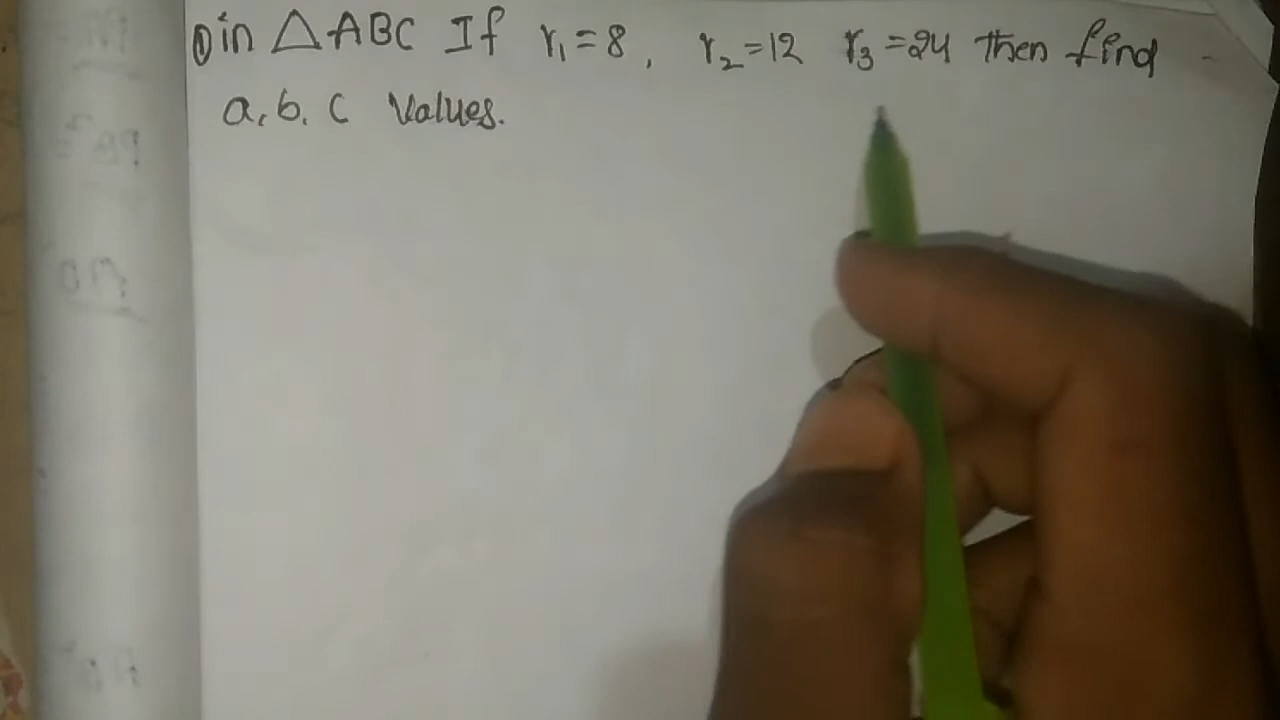 ① in △ABC If r₁=8, r₂=12 r₃=24 then find
a, b, c Values.